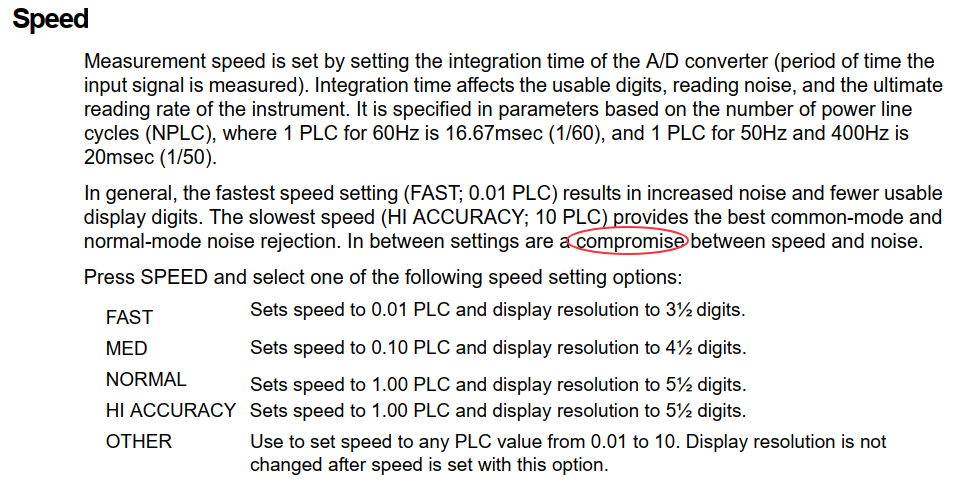 Speed
Measurement speed is set by setting the integration time of the A/D converter (period of time the
input signal is measured). Integration time affects the usable digits, reading noise, and the ultimate
reading rate of the instrument. It is specified in parameters based on the number of power line
cycles (NPLC), where 1 PLC for 60Hz is 16.67msec (1/60), and 1 PLC for 50Hz and 400Hz is
20msec (1/50).
In general, the fastest speed setting (FAST; 0.01 PLC) results in increased noise and fewer usable
display digits. The slowest speed (HI ACCURACY; 10 PLC) provides the best common-mode and
normal-mode noise rejection. In between settings are a compromise between speed and noise.
Press SPEED and select one of the following speed setting options:
FAST Sets speed to 0.01 PLC and display resolution to 3½ digits.
MED Sets speed to 0.10 PLC and display resolution to 4½ digits.
NORMAL Sets speed to 1.00 PLC and display resolution to 5½ digits.
HI ACCURACY Sets speed to 1.00 PLC and display resolution to 5½ digits.
OTHER Use to set speed to any PLC value from 0.01 to 10. Display resolution is not
changed after speed is set with this option.